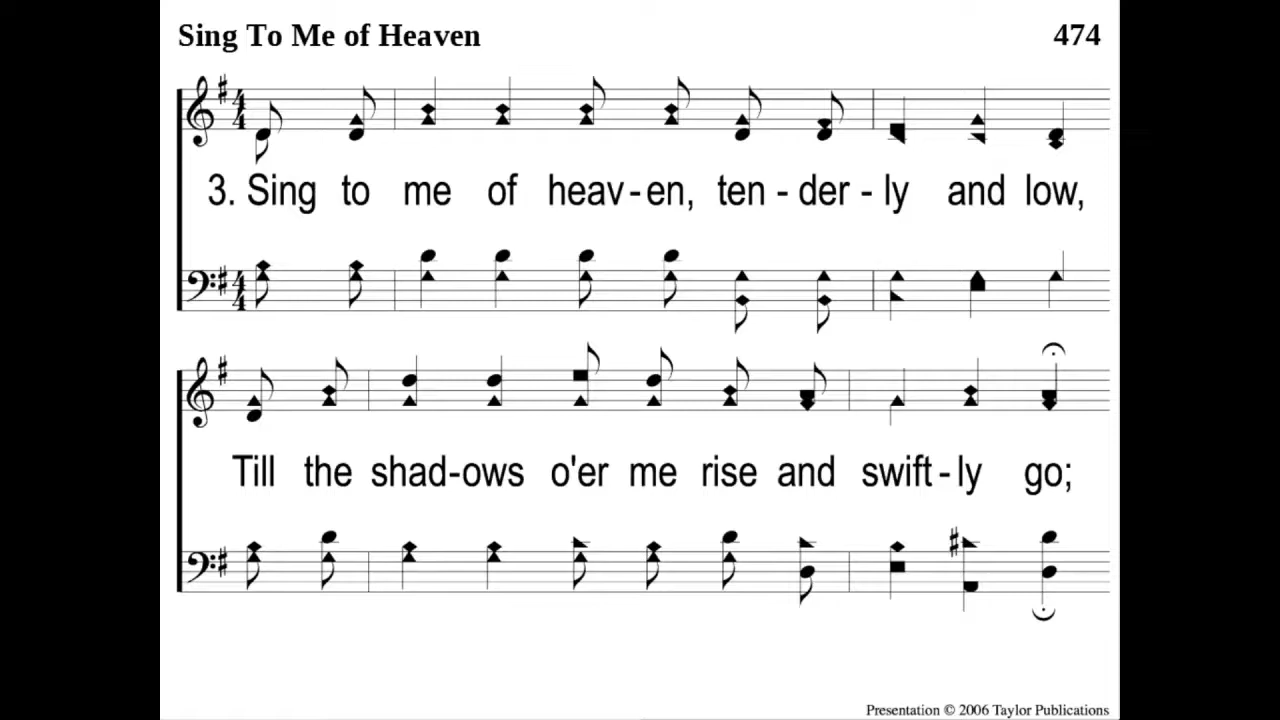 Sing To Me of Heaven 474
3. Sing to me of heav-en, ten - der - ly and low,
Till the shad-ows o'er me rise and swift-ly go;
Presentation © 2006 Taylor Publications